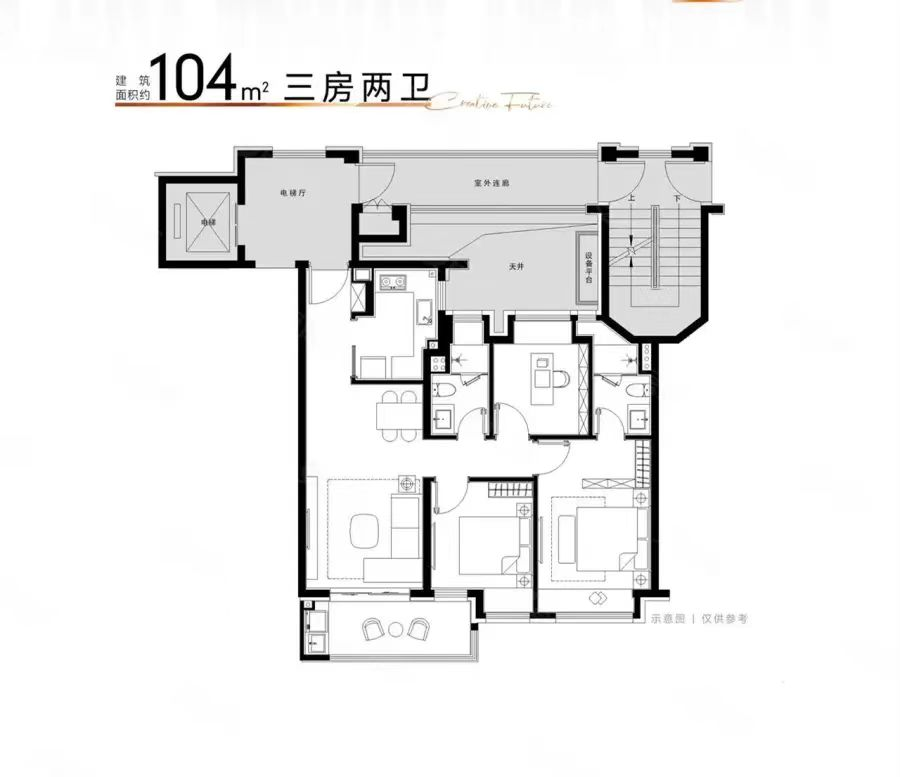 建筑
面积约
104m² 三房两卫
Creative Future
电梯厅
室外连廊
上
下
电梯
天井
设备平台
示意图 | 仅供参考